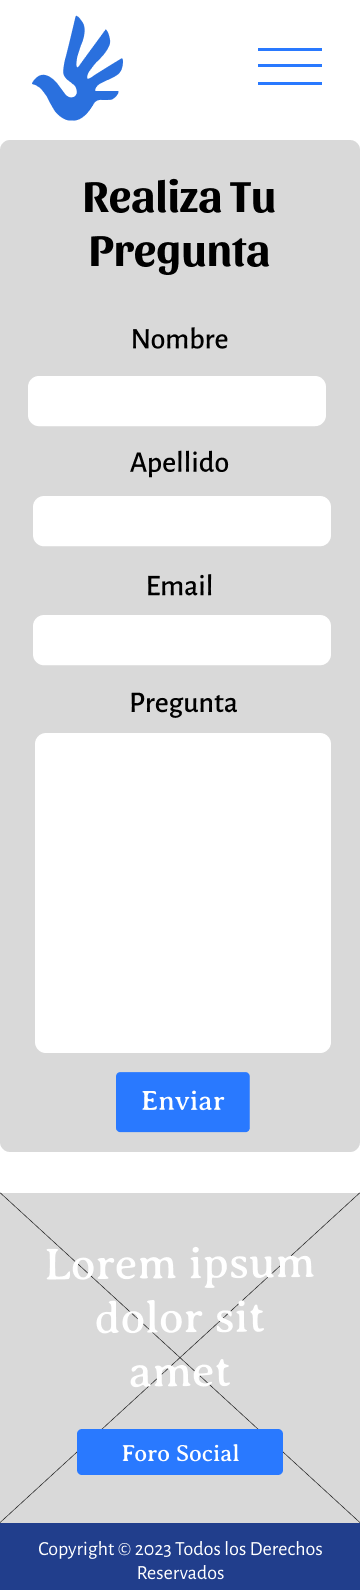 Realiza Tu
Pregunta
Nombre
Apellido
Email
Pregunta
Enviar
Lorem ipsum
dolor sit
amet
Foro Social
Copyright © 2023 Todos los Derechos
Reservados